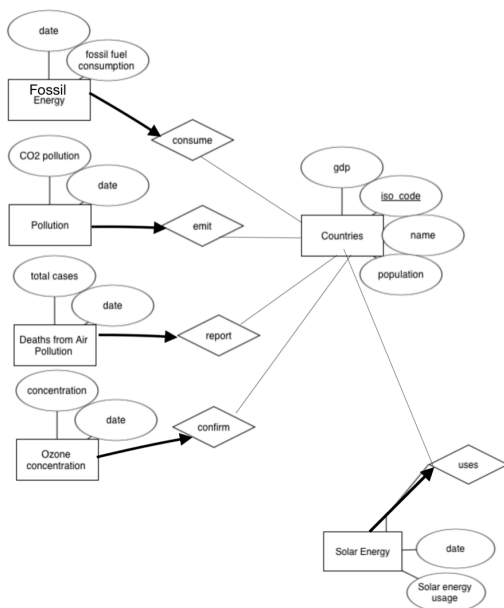 date
fossil fuel
consumption
Fossil
Energy
consume
CO2 pollution
date
Pollution
emit
gdp
iso_code
Countries
name
population
total cases
date
Deaths from Air
Pollution
report
concentration
date
Ozone
concentration
confirm
uses
Solar Energy
date
Solar energy
usage